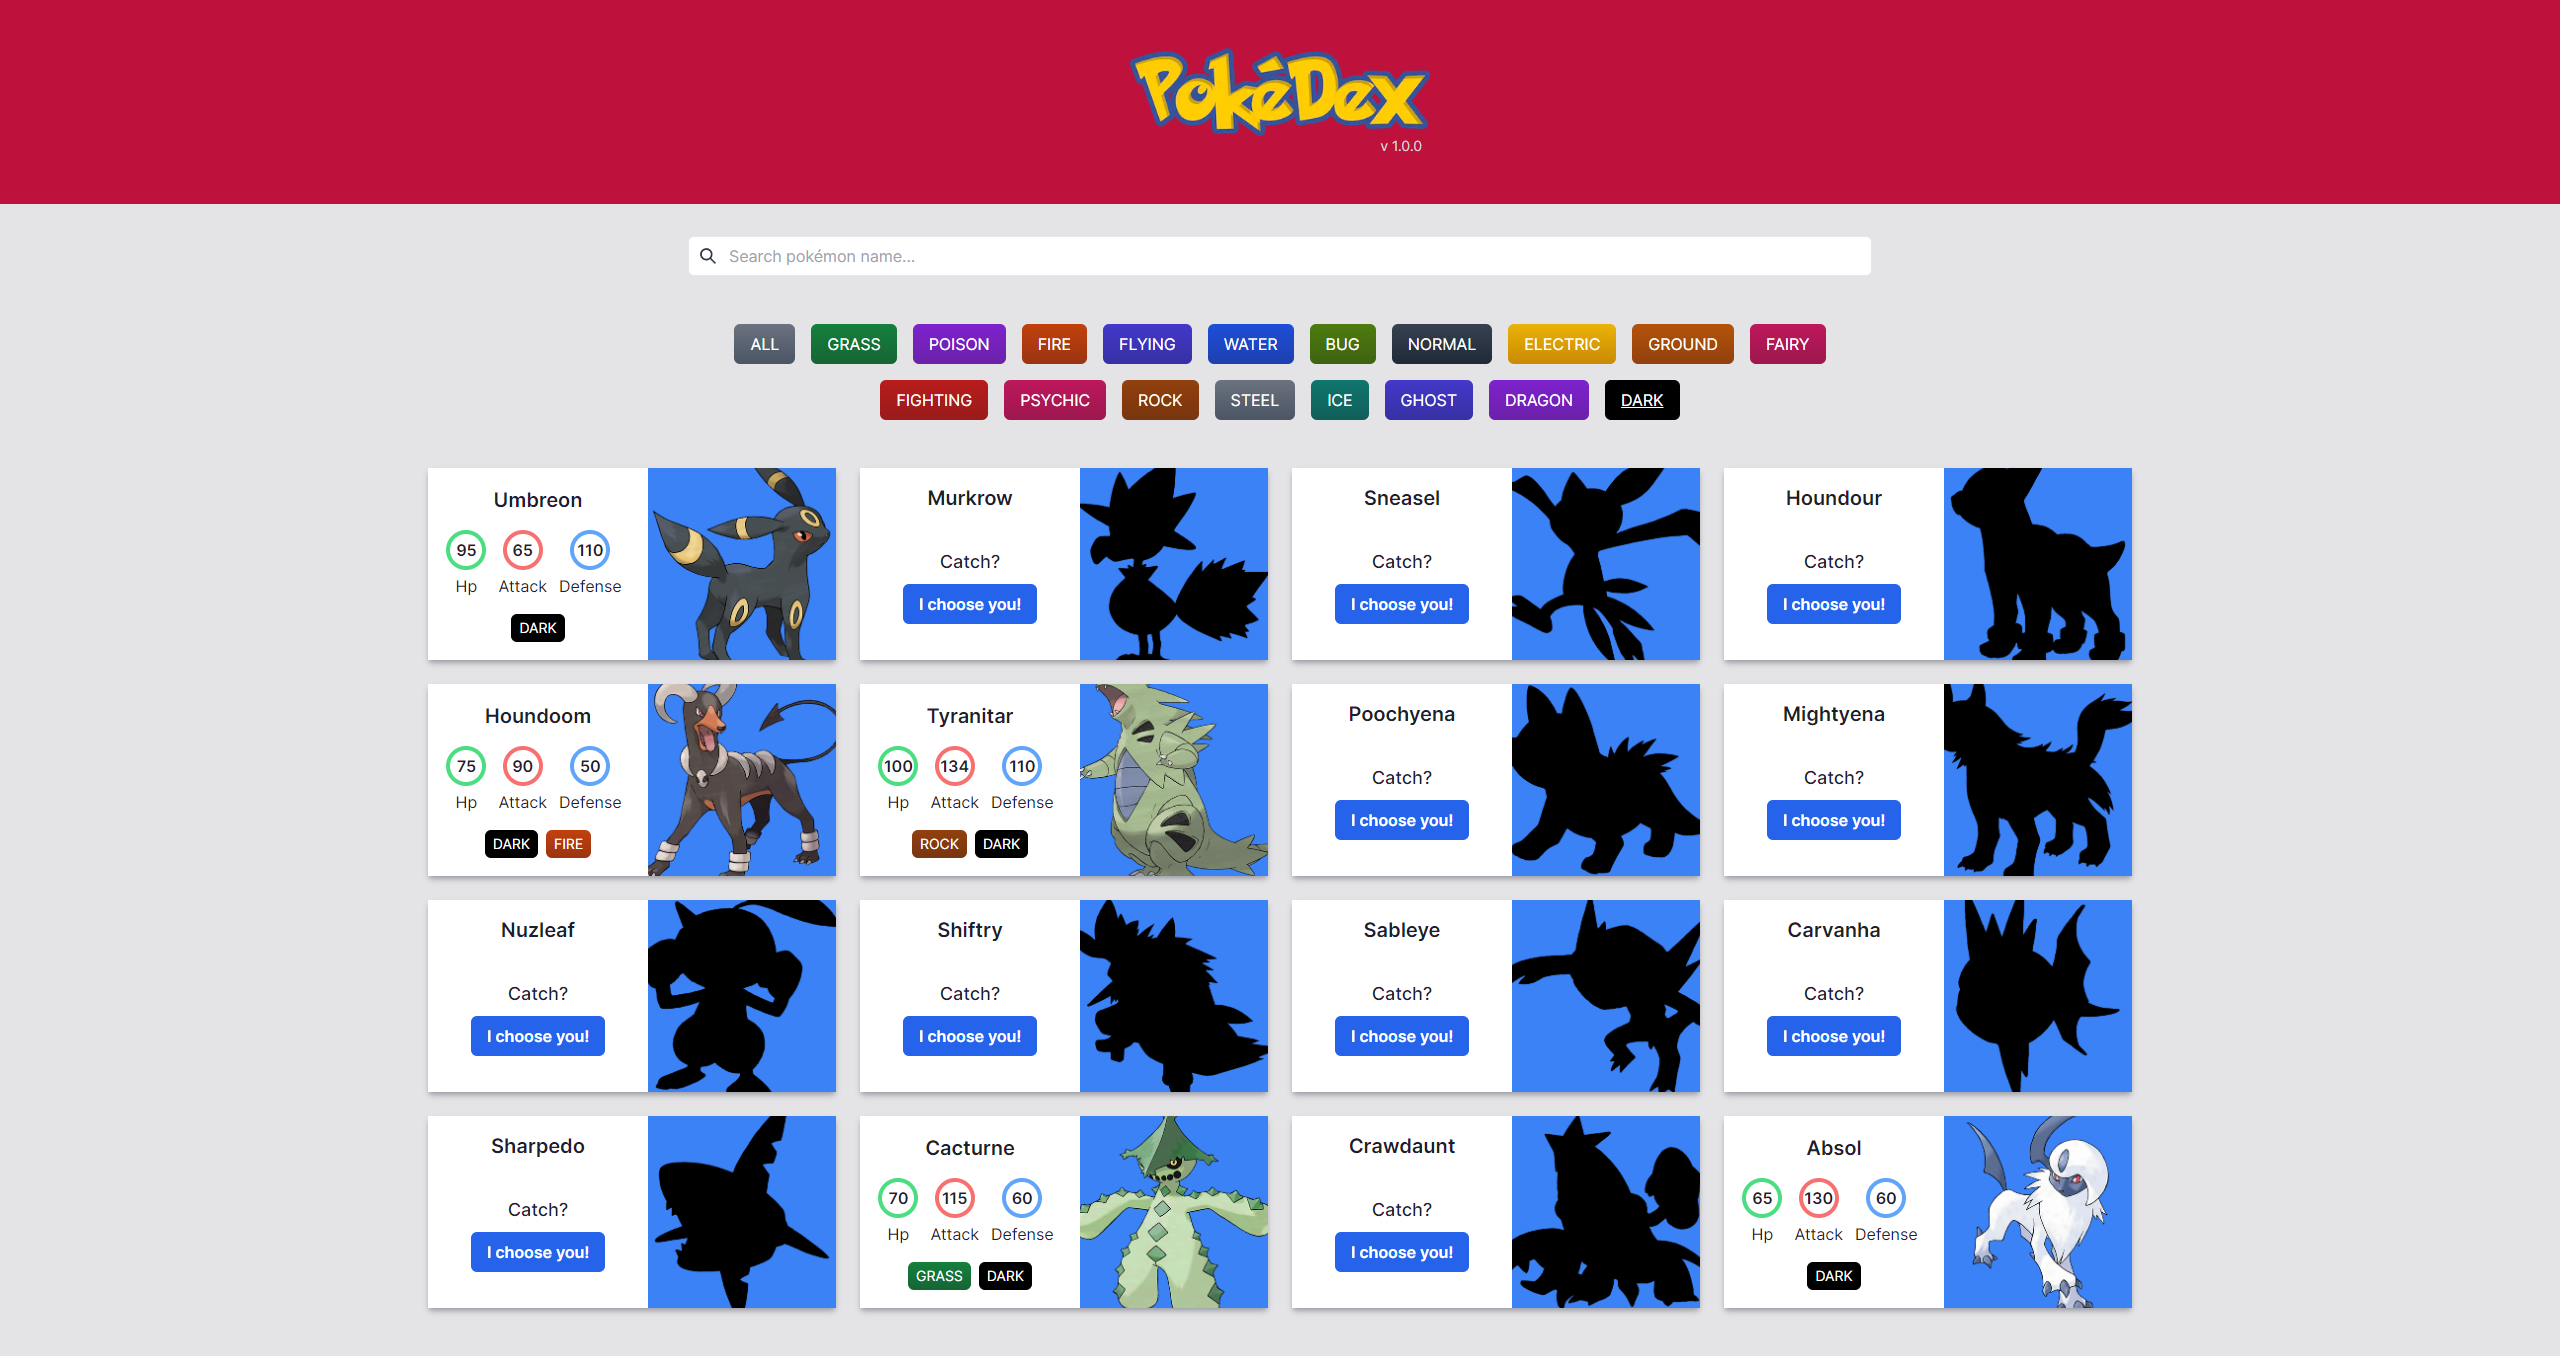 PokéDex
v 1.0.0
Search pokémon name...
ALL GRASS POISON FIRE FLYING WATER BUG NORMAL ELECTRIC GROUND FAIRY
FIGHTING PSYCHIC ROCK STEEL ICE GHOST DRAGON DARK
Umbreon
95 65 110
Hp Attack Defense
DARK
Murkrow
Catch?
I choose you!
Sneasel
Catch?
I choose you!
Houndour
Catch?
I choose you!
Houndoom
75 90 50
Hp Attack Defense
DARK FIRE
Tyranitar
100 134 110
Hp Attack Defense
ROCK DARK
Poochyena
Catch?
I choose you!
Mightyena
Catch?
I choose you!
Nuzleaf
Catch?
I choose you!
Shiftry
Catch?
I choose you!
Sableye
Catch?
I choose you!
Carvanha
Catch?
I choose you!
Sharpedo
Catch?
I choose you!
Cacturne
70 115 60
Hp Attack Defense
GRASS DARK
Crawdaunt
Catch?
I choose you!
Absol
65 130 60
Hp Attack Defense
DARK